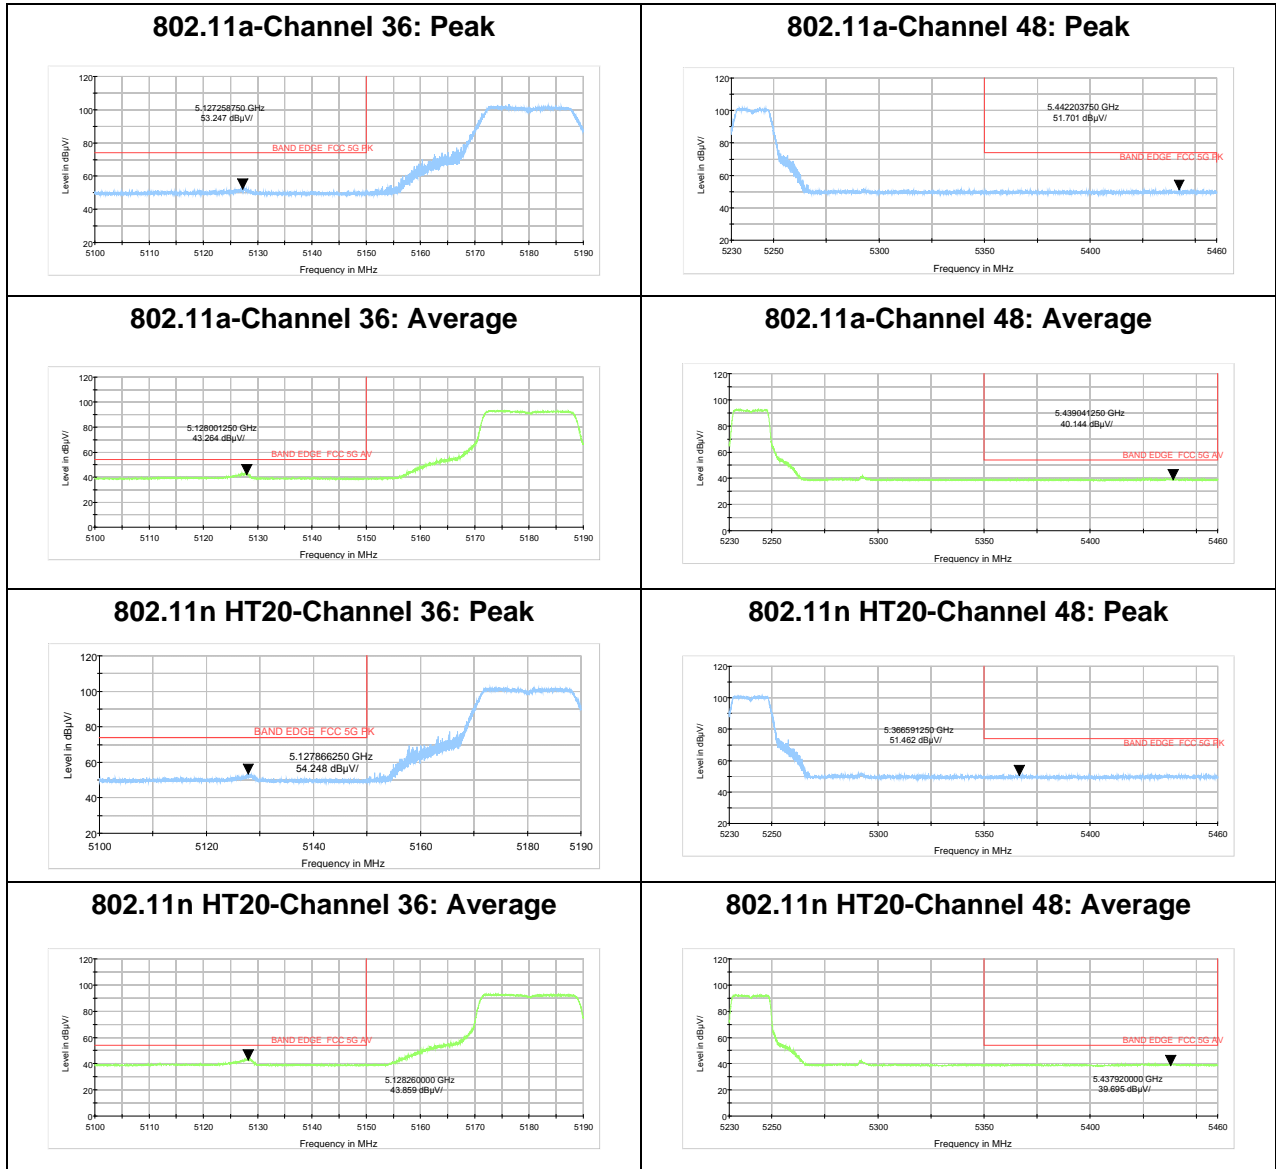 802.11a-Channel 36: Peak
120
100
80
60
40
20
Level in dBµV/
5.127258750 GHz
53.247 dBµV/
BAND EDGE FCC 5G PK
5100
5110
5120
5130
5140
5150
5160
5170
5180
5190
Frequency in MHz
802.11a-Channel 48: Peak
120
100
80
60
40
20
Level in dBµV/
5.442203750 GHz
51.701 dBµV/
BAND EDGE FCC 5G PK
5230
5250
5300
5350
5400
5460
Frequency in MHz
802.11a-Channel 36: Average
120
100
80
60
40
20
0
Level in dBµV/
5.128001250 GHz
43.264 dBµV/
BAND EDGE FCC 5G AV
5100
5110
5120
5130
5140
5150
5160
5170
5180
5190
Frequency in MHz
802.11a-Channel 48: Average
120
100
80
60
40
20
0
Level in dBµV/
5.439041250 GHz
40.144 dBµV/
BAND EDGE FCC 5G AV
5230
5250
5300
5350
5400
5460
Frequency in MHz
802.11n HT20-Channel 36: Peak
120
100
80
60
40
20
Level in dBµV/
BAND EDGE FCC 5G PK
5.127866250 GHz
54.248 dBµV/
5100
5120
5140
5150
5160
5180
5190
Frequency in MHz
802.11n HT20-Channel 48: Peak
120
100
80
60
40
20
Level in dBµV/
5.366591250 GHz
51.462 dBµV/
BAND EDGE FCC 5G PK
5230
5250
5300
5350
5400
5460
Frequency in MHz
802.11n HT20-Channel 36: Average
120
100
80
60
40
20
0
Level in dBµV/
BAND EDGE FCC 5G AV
5.128260000 GHz
43.859 dBµV/
5100
5110
5120
5130
5140
5150
5160
5170
5180
5190
Frequency in MHz
802.11n HT20-Channel 48: Average
120
100
80
60
40
20
0
Level in dBµV/
BAND EDGE FCC 5G AV
5.437920000 GHz
39.695 dBµV/
5230
5250
5300
5350
5400
5460
Frequency in MHz